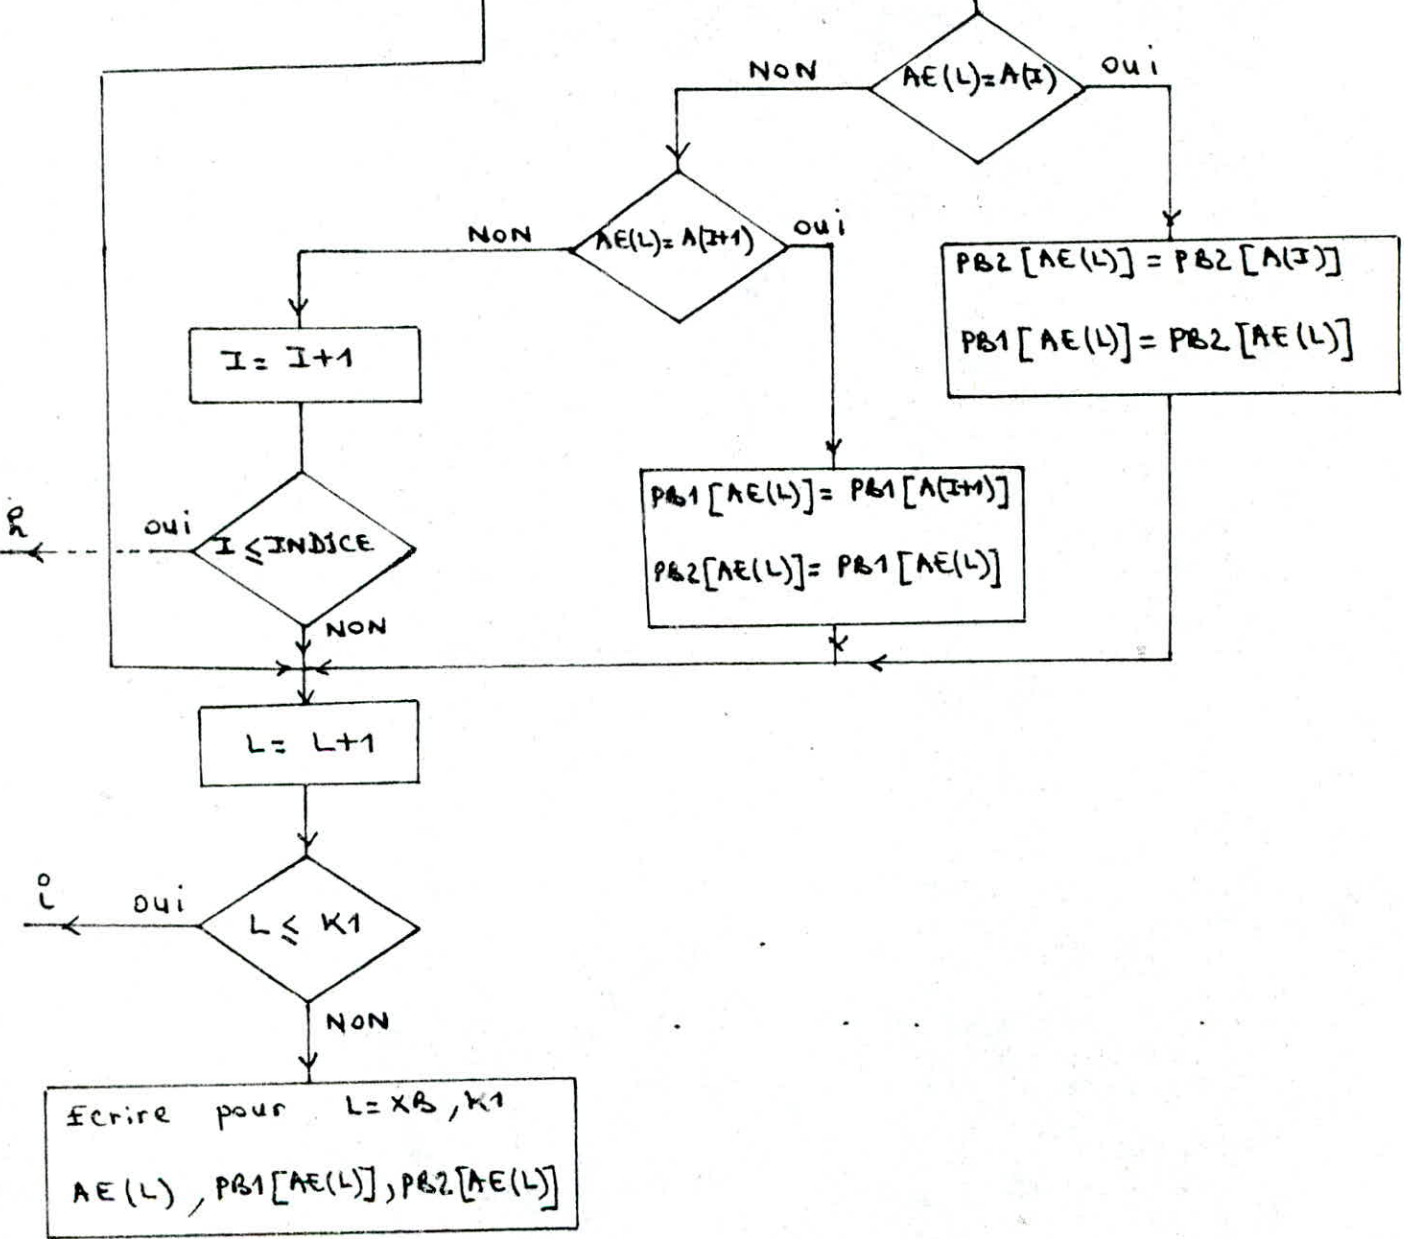 NON
AE(L)=A(I)
oui
NON
AE(L)=A(I+1)
oui
PB2[AE(L)] = PB2[A(I)]
PB1[AE(L)] = PB2[AE(L)]
I = I+1
PB1[AE(L)] = PB1[A(I+1)]
PB2[AE(L)] = PB1[AE(L)]
oui
I ≤ INDICE
NON
L = L+1
i
oui
L ≤ K1
NON
Ecrire pour L=XB, K1
AE(L), PB1[AE(L)], PB2[AE(L)]